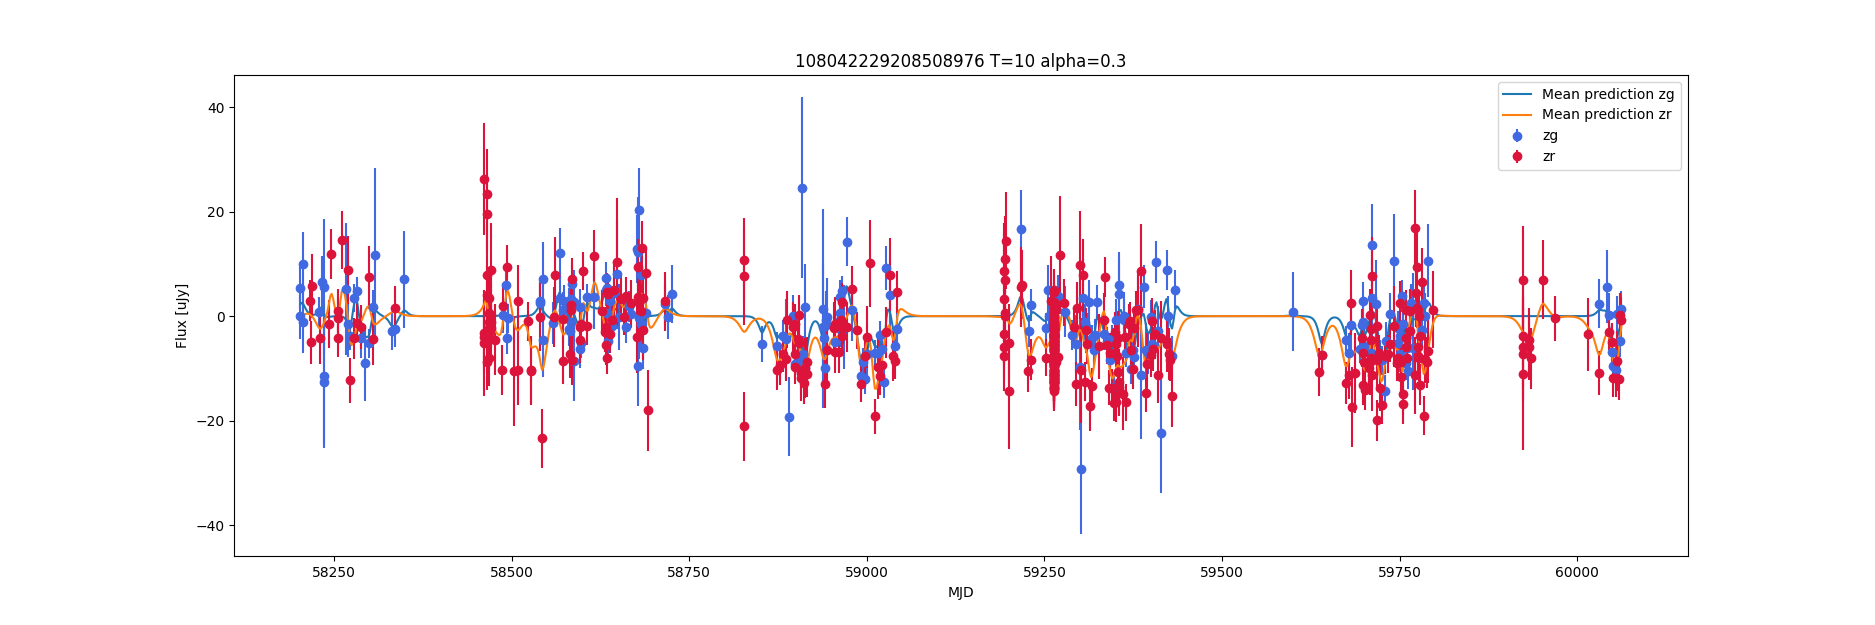 108042229208508976 T=10 alpha=0.3
Mean prediction zg
Mean prediction zr
zg
zr
Flux [uJy]
40
20
0
−20
−40
58250 58500 58750 59000 59250 59500 59750 60000
MJD